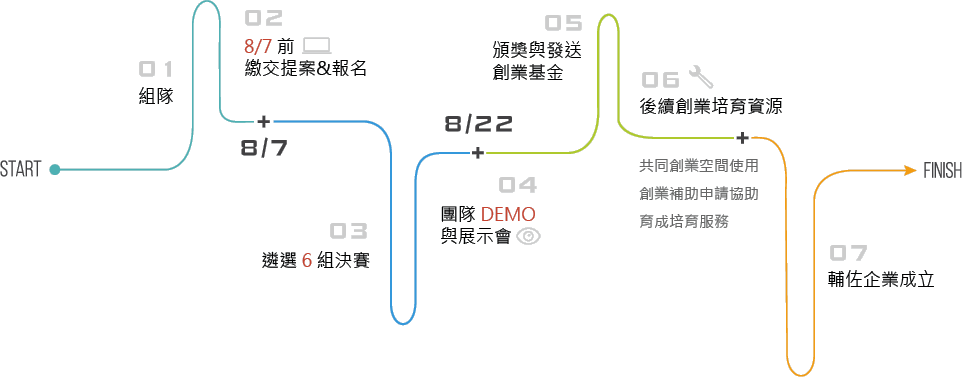 START
01
組隊
02
8/7 前
繳交提案&報名
8/7
03
遴選 6 組決賽
8/22
04
團隊 DEMO
與展示會
05
頒獎與發送
創業基金
06
後續創業培育資源
共同創業空間使用
創業補助申請協助
育成培育服務
07
輔佐企業成立
FINISH